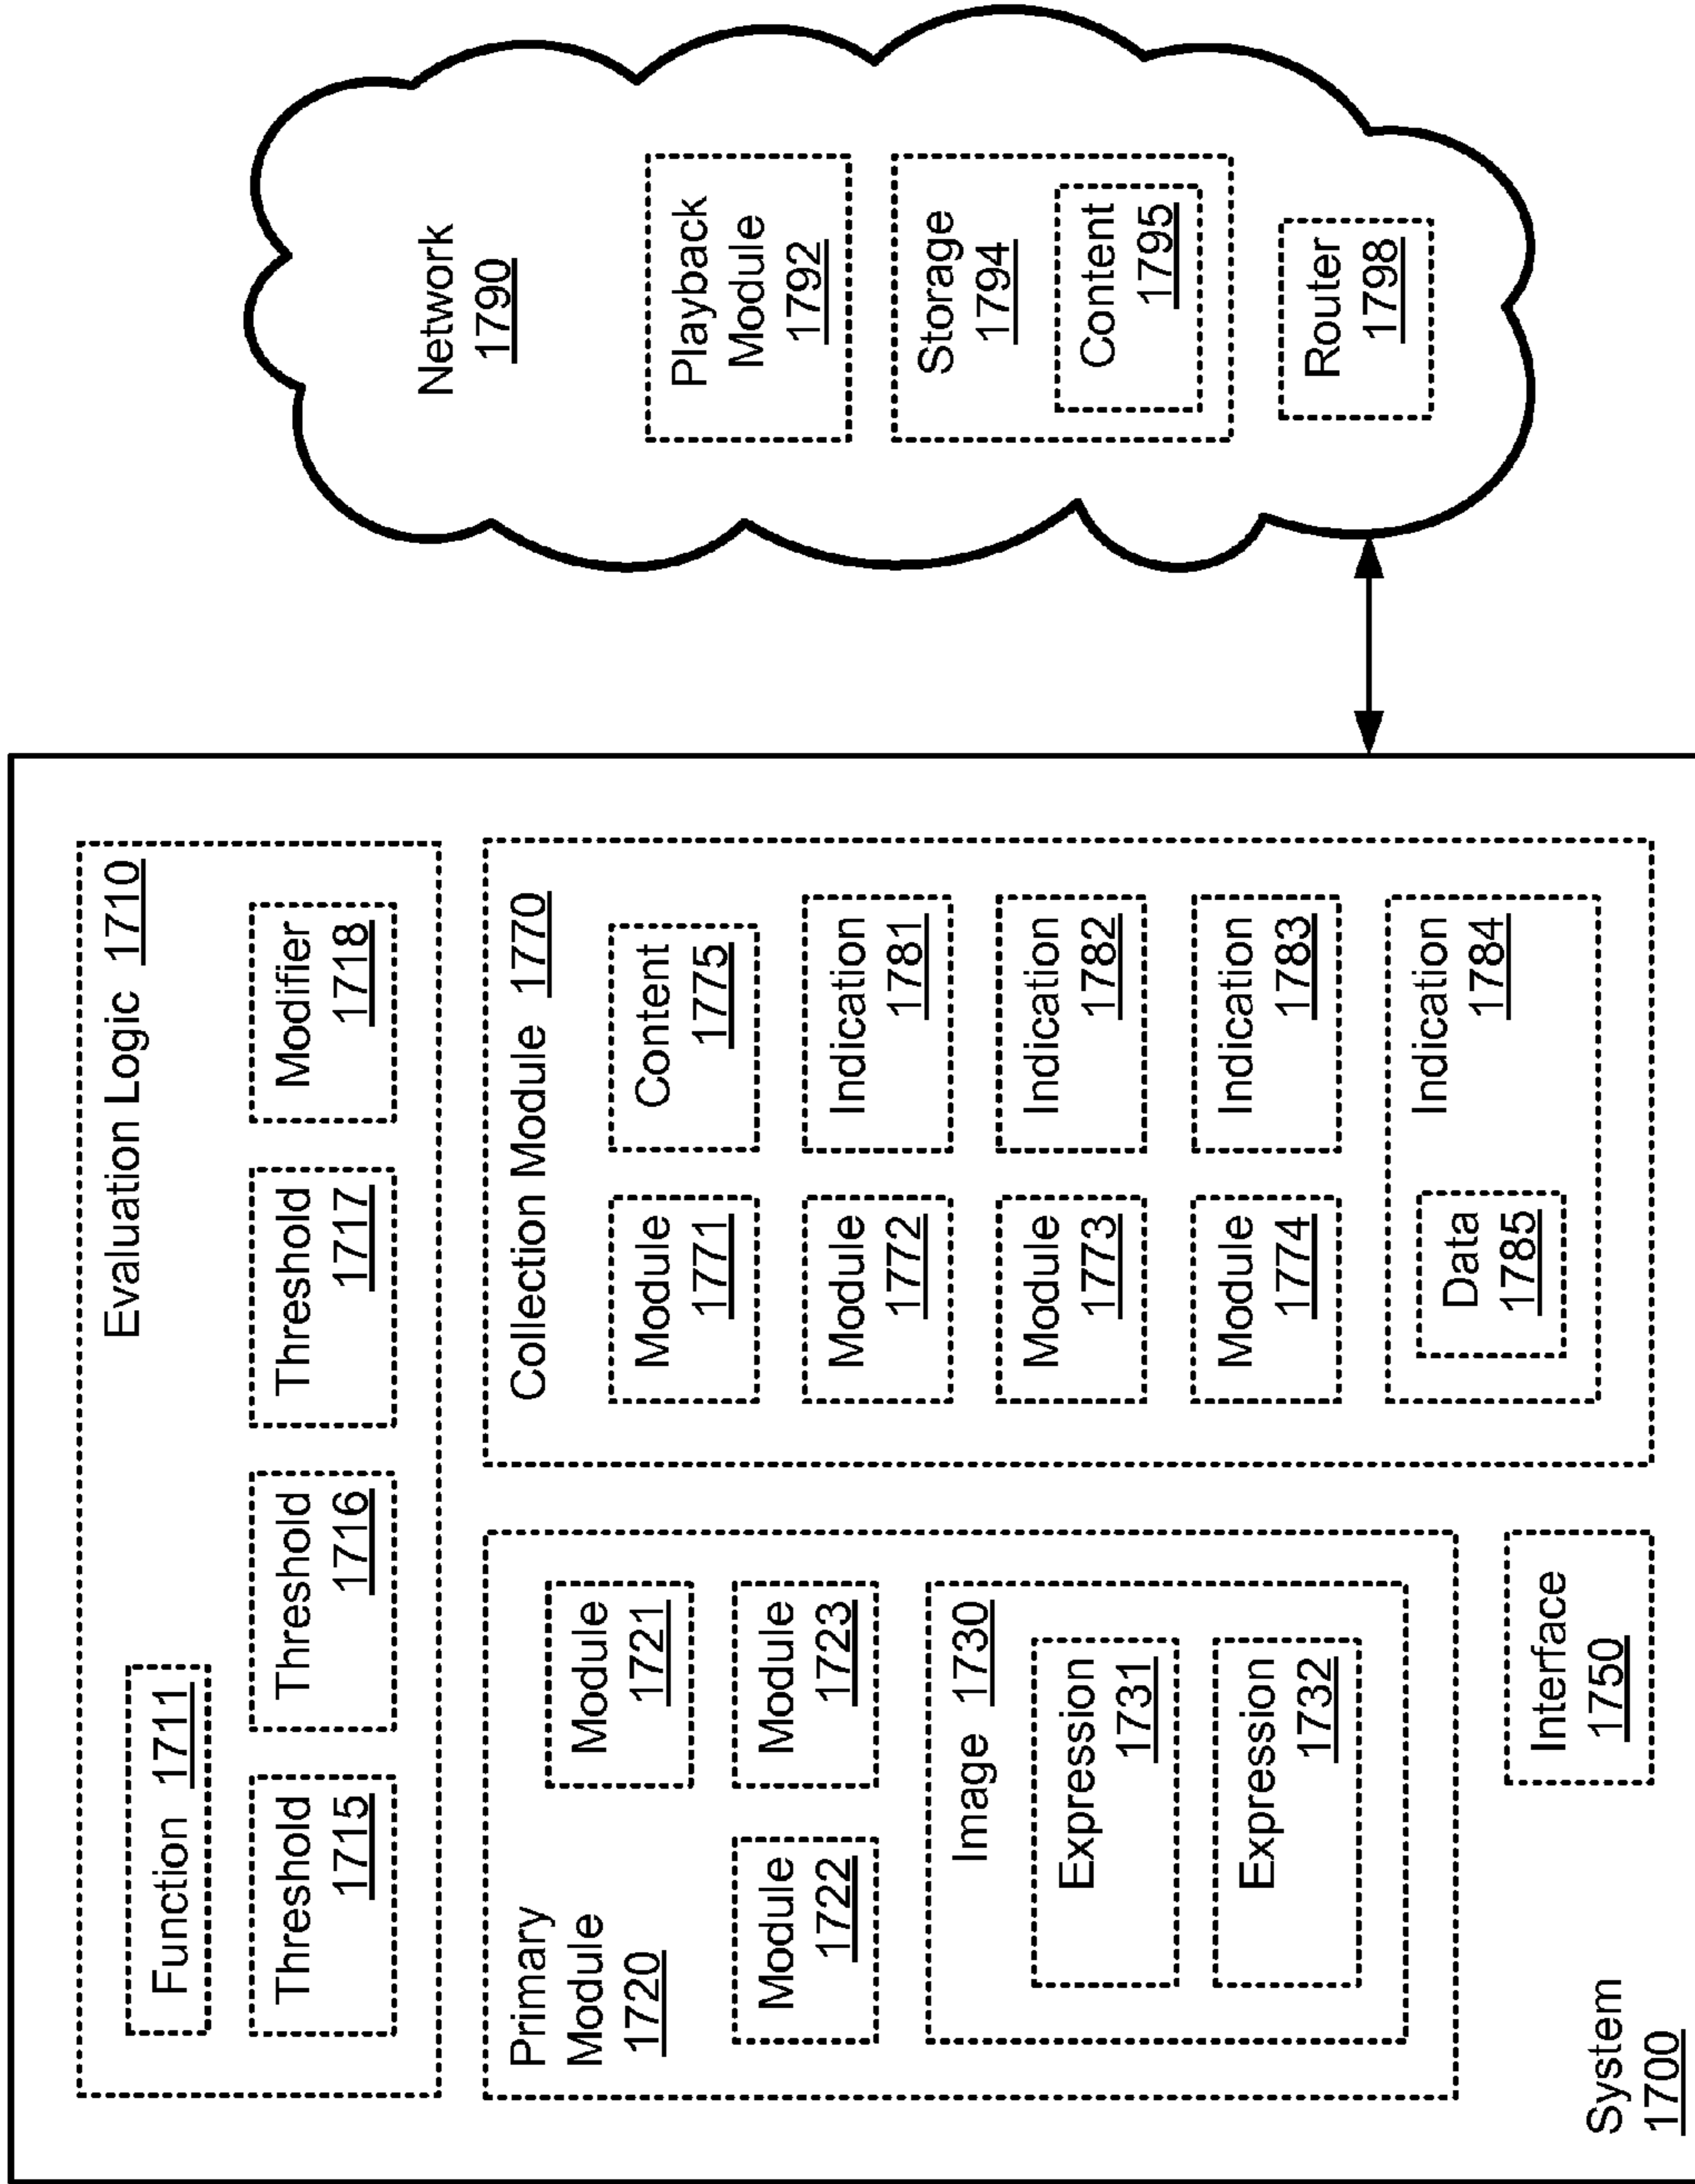 Evaluation Logic 1710
Function 1711
Threshold
1715
Threshold
1716
Threshold
1717
Modifier
1718
Primary
Module
1720
Module
1721
Module
1722
Module
1723
Image 1730
Expression
1731
Expression
1732
Interface
1750
System
1700
Collection Module 1770
Module
1771
Content
1775
Module
1772
Indication
1781
Module
1773
Indication
1782
Module
1774
Indication
1783
Indication
1784
Data
1785
Network
1790
Playback
Module
1792
Storage
1794
Content
1795
Router
1798